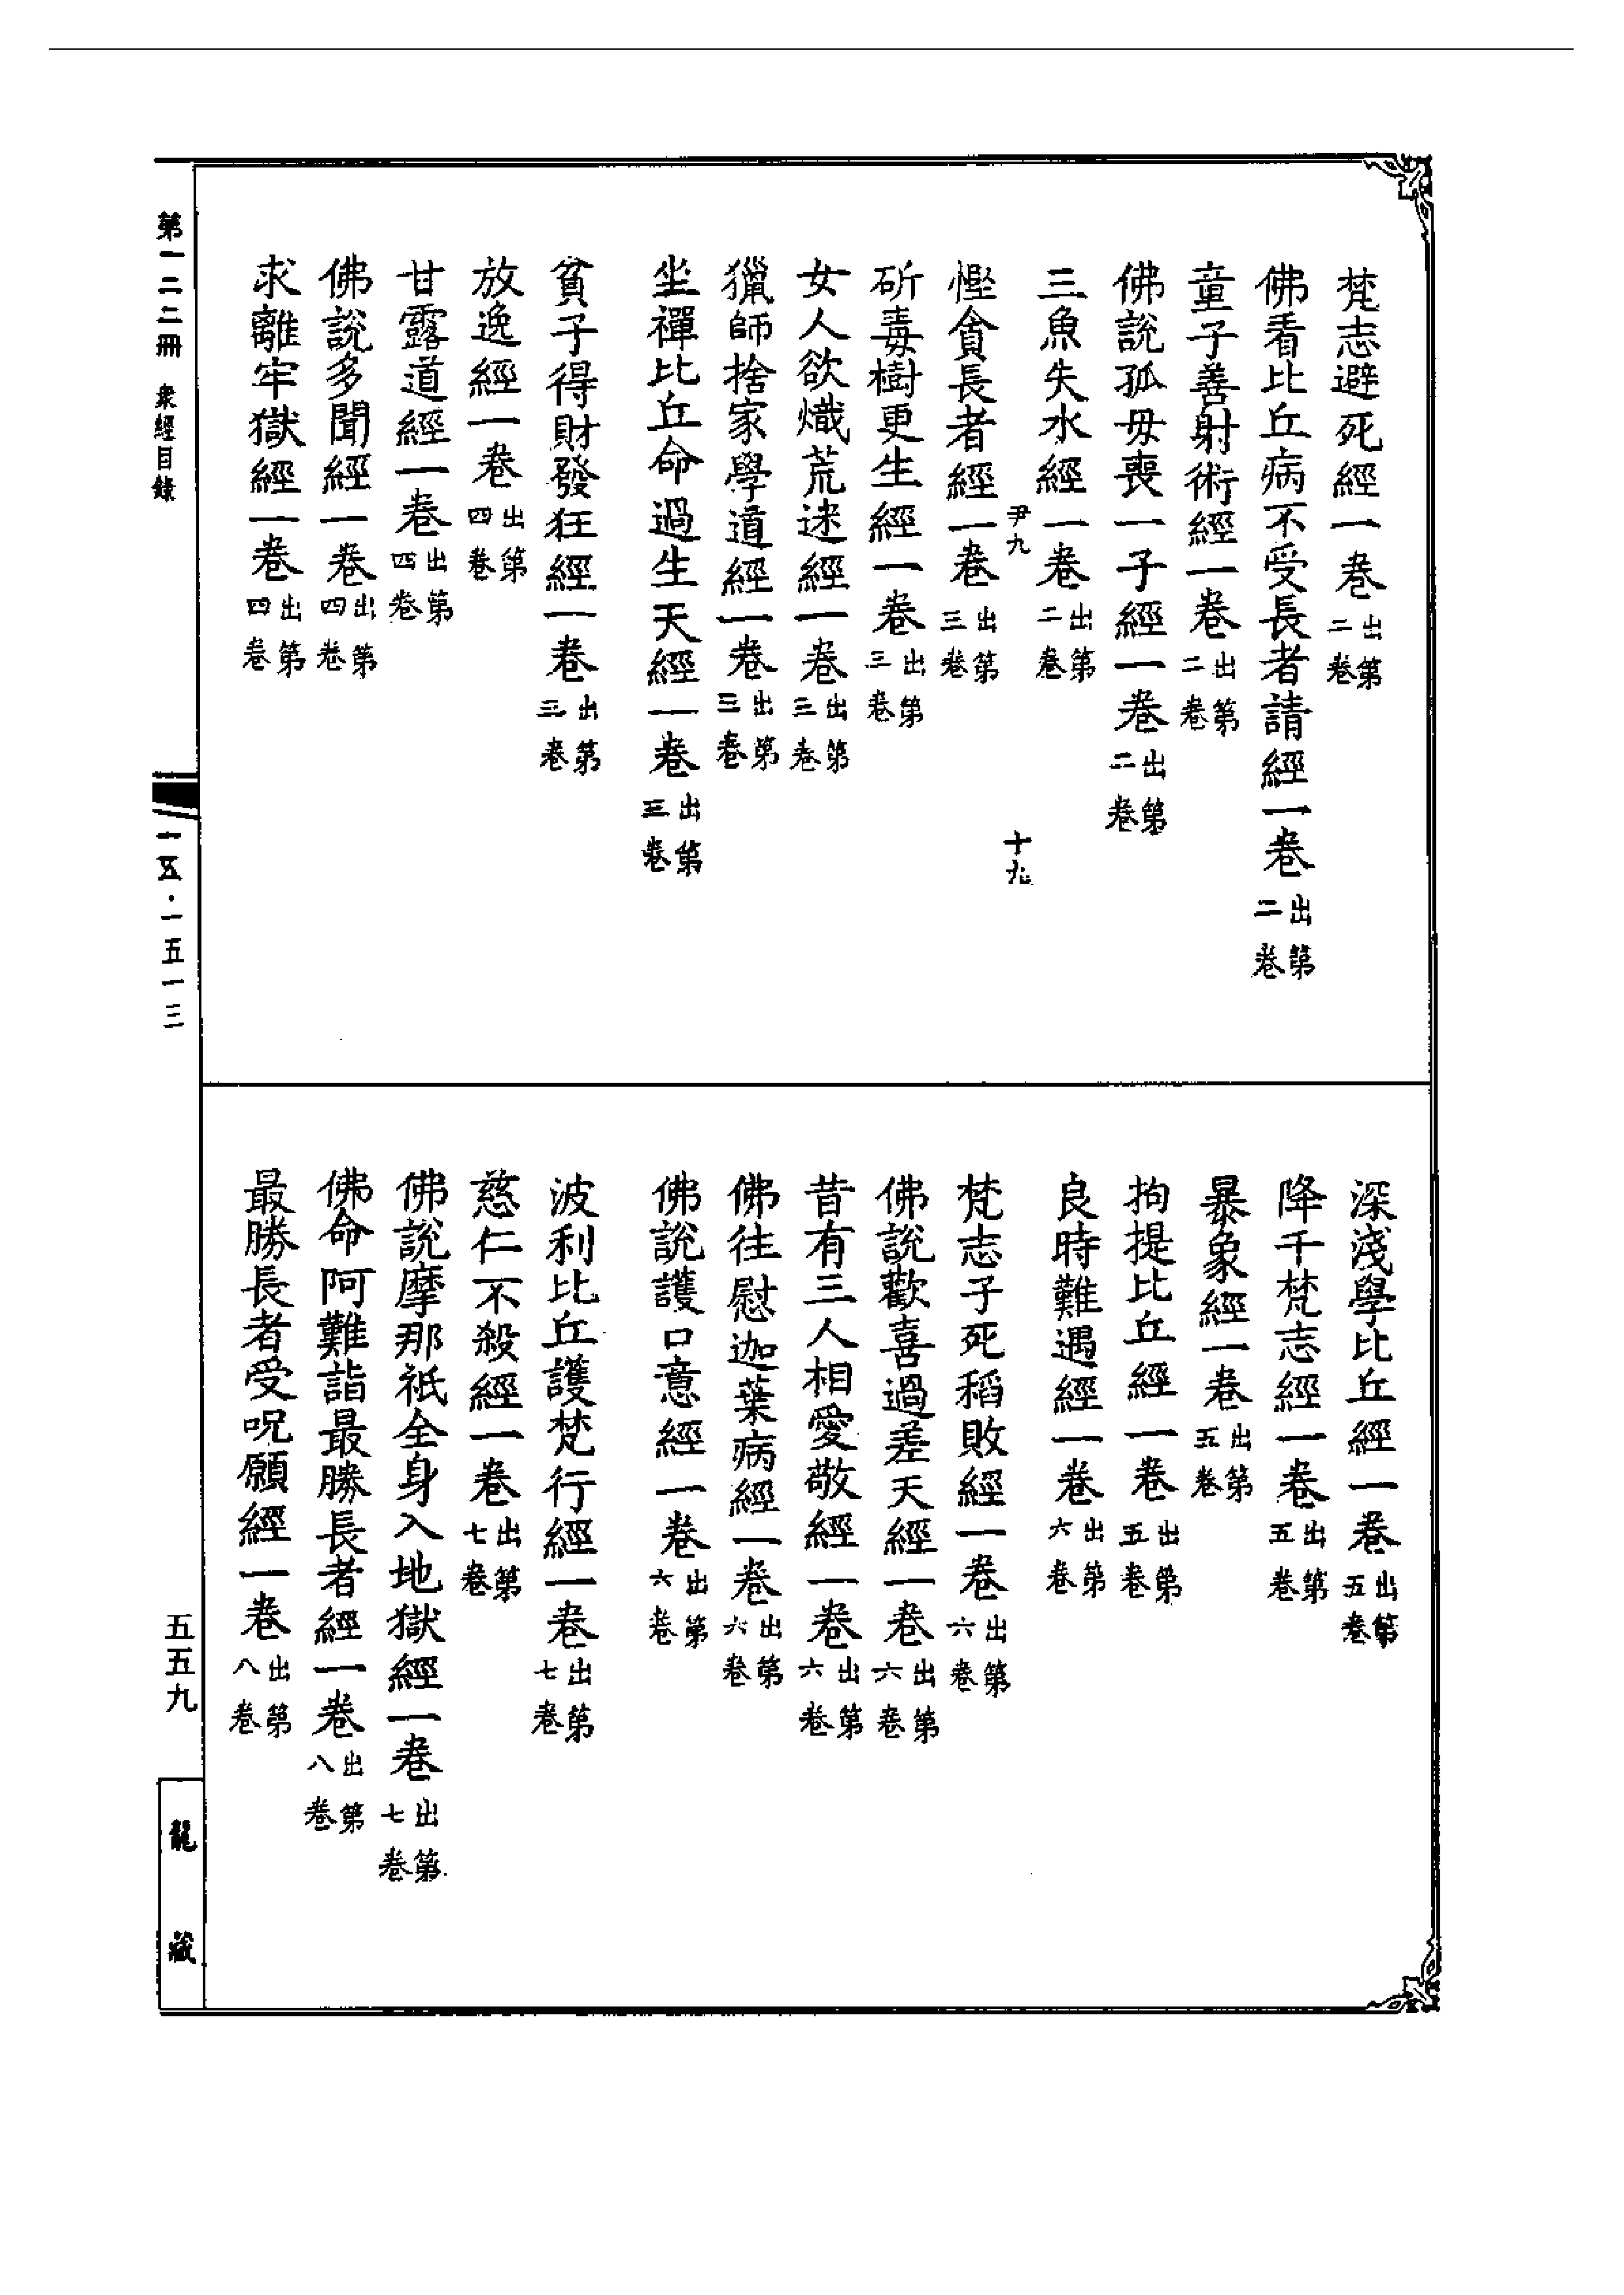 梵志避死經一卷出第二卷
佛看比丘病不受長者請經一卷出第二卷
童子善射術經一卷出第二卷
佛說孤毋喪一子經一卷出第二卷
三魚失水經一卷出第二卷
尹九
十九
慳貪長者經一卷出第三卷
斫毒樹更生經一卷出第三卷
女人欲熾荒迷經一卷出第三卷
獵師捨家學道經一卷出第三卷
坐禪比丘命過生天經一卷出第三卷
貧子得財發狂經一卷出第三卷
放逸經一卷出第四卷
甘露道經一卷出第四卷
佛說多聞經一卷出第四卷
求離牢獄經一卷出第四卷
深淺學比丘經一卷出第五卷
降千梵志經一卷出第五卷
暴象經一卷出第五卷
拘提比丘經一卷出第五卷
良時難遇經一卷出第六卷
梵志子死稻敗經一卷出第六卷
佛說歡喜過差天經一卷出第六卷
昔有三人相愛敬經一卷出第六卷
佛往慰迦葉病經一卷出第六卷
佛說護口意經一卷出第六卷
波利比丘護梵行經一卷出第七卷
慈仁不殺經一卷出第七卷
佛說摩那祇全身入地獄經一卷出第七卷
佛命阿難詣最勝長者經一卷出第八卷
最勝長者受呪願經一卷出第八卷
第一二二冊 衆經目錄
一五·一五一三
五五九
龍藏